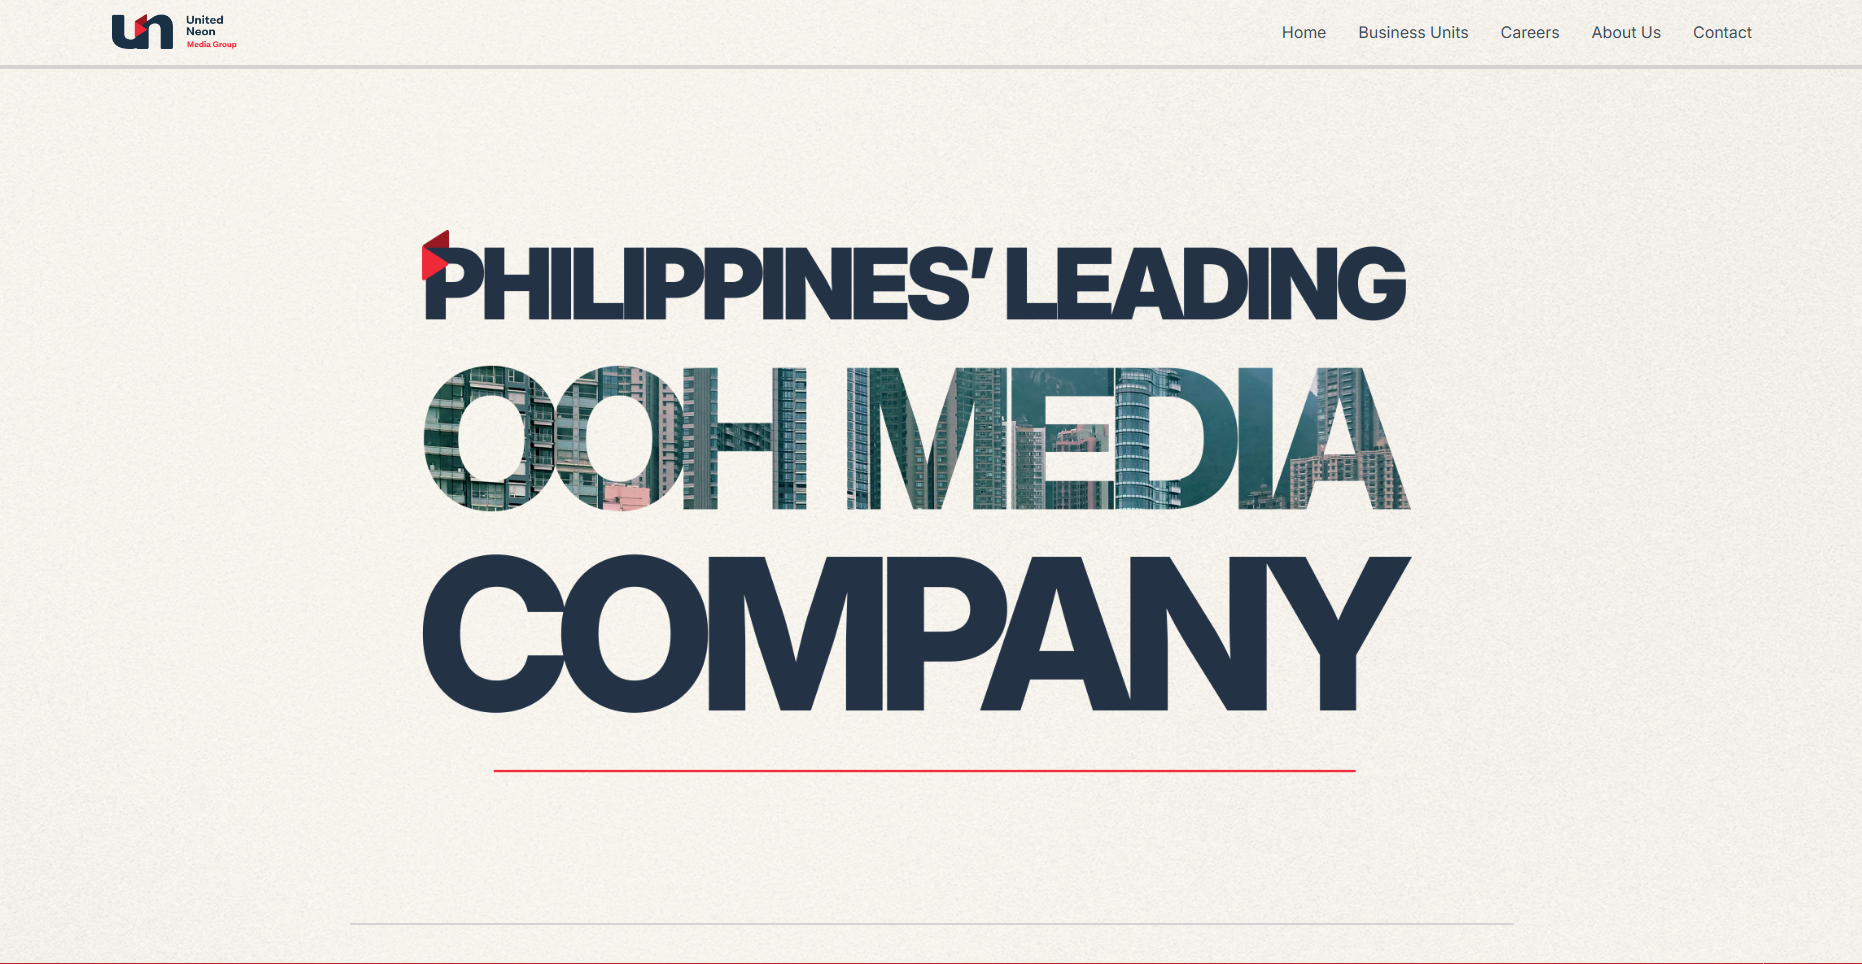 un
United
Neon
Media Group
Home
Business Units
Careers
About Us
Contact
PHILIPPINES’ LEADING
OOH MEDIA
COMPANY